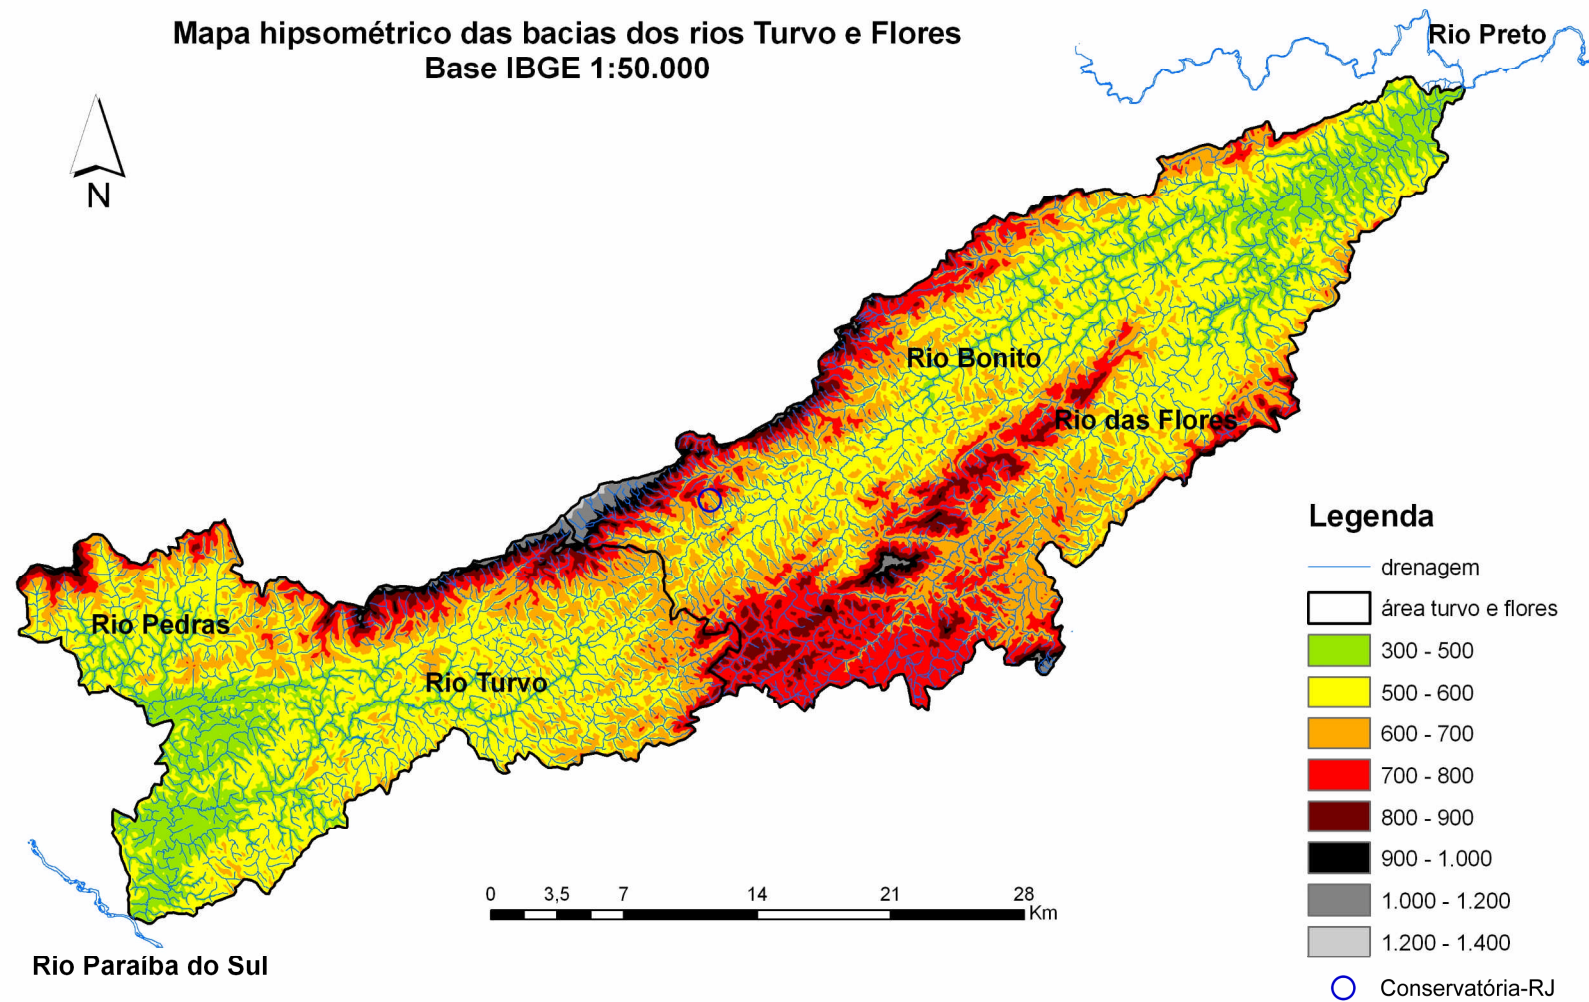 Mapa hipsométrico das bacias dos rios Turvo e Flores
Base IBGE 1:50.000
Rio Preto
N
Rio Bonito
Rio das Flores
Rio Pedras
Rio Turvo
Rio Paraíba do Sul
0 3,5 7 14 21 28
Km
Legenda
drenagem
área turvo e flores
300 - 500
500 - 600
600 - 700
700 - 800
800 - 900
900 - 1.000
1.000 - 1.200
1.200 - 1.400
Conservatória-RJ